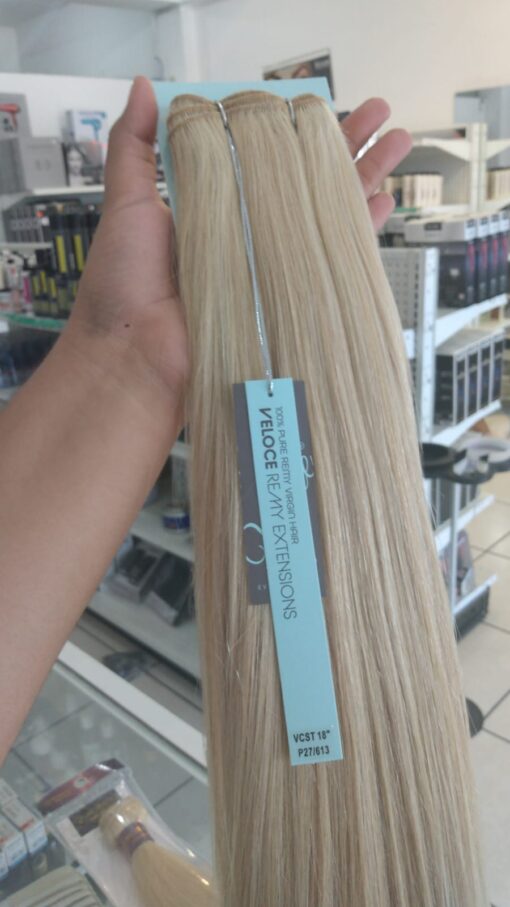 100% PURE REMY VIRGIN HAIR
VELOCE REMY EXTENSIONS
VCST 18"
P27/613